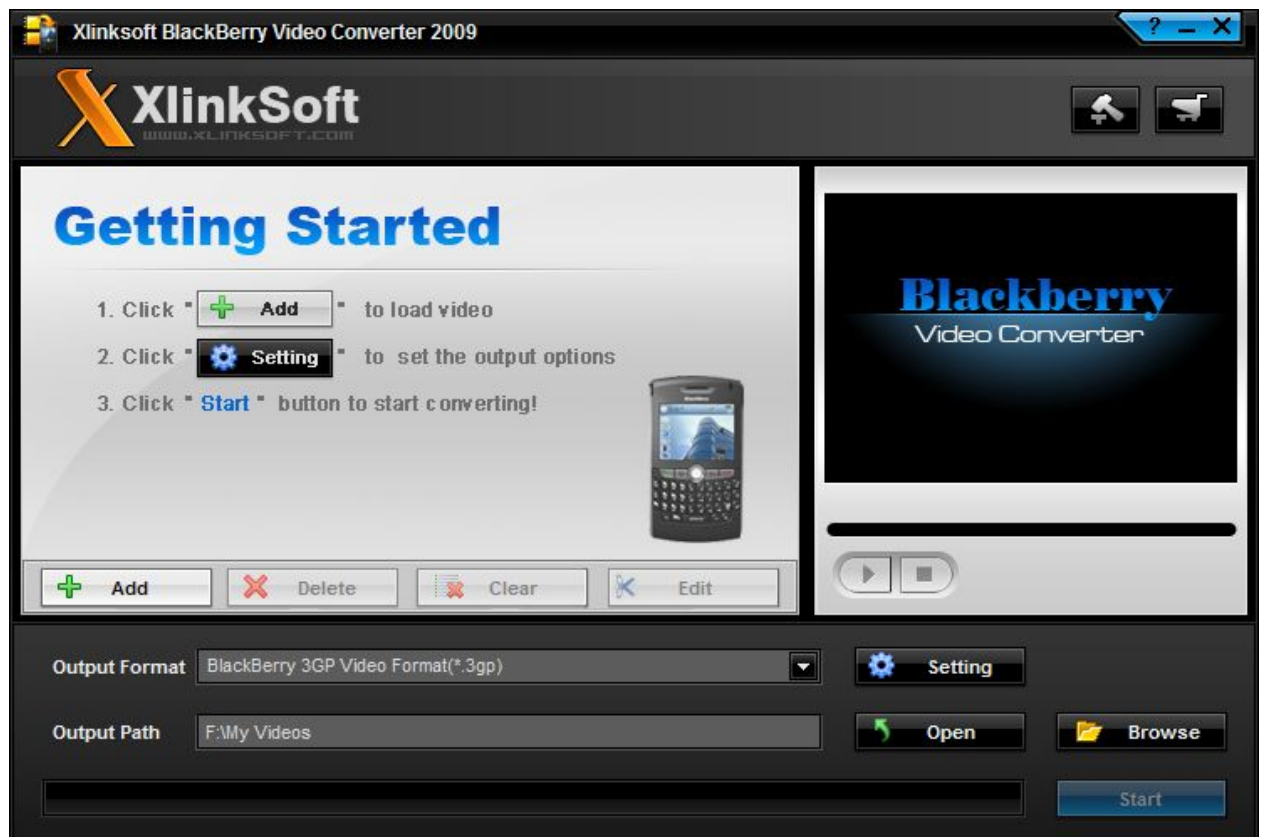 Xlinksoft BlackBerry Video Converter 2009
? – X
XlinkSoft
www.XLINKSOFT.COM
Getting Started
1. Click " Add " to load video
2. Click " Setting " to set the output options
3. Click " Start " button to start converting!
Blackberry
Video Converter
Add Delete Clear Edit
Output Format BlackBerry 3GP Video Format(*.3gp) Setting
Output Path F:\My Videos Open Browse
Start